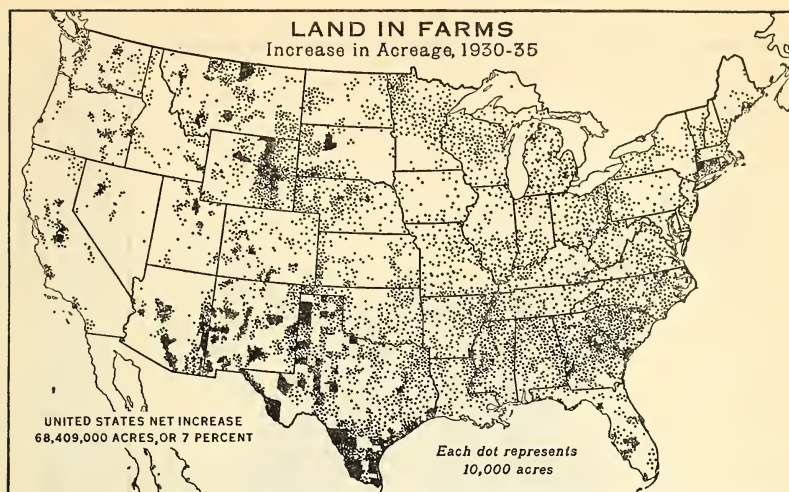 LAND IN FARMS
Increase in Acreage, 1930-35
UNITED STATES NET INCREASE
68,409,000 ACRES, OR 7 PERCENT
Each dot represents
10,000 acres